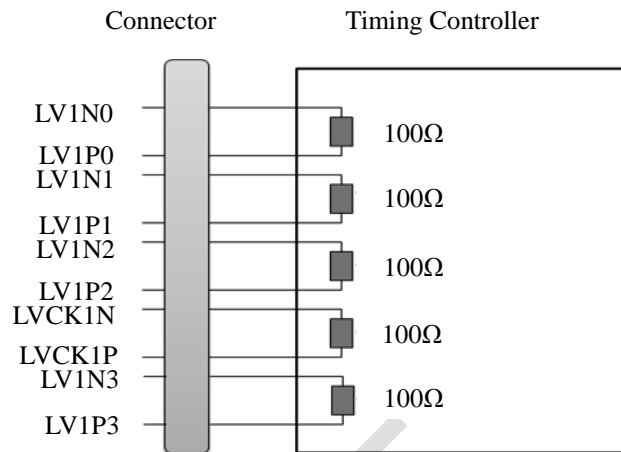 Connector Timing Controller
LV1N0
100Ω
LV1P0
LV1N1
100Ω
LV1P1
LV1N2
100Ω
LV1P2
LVCK1N
100Ω
LVCK1P
LV1N3
100Ω
LV1P3